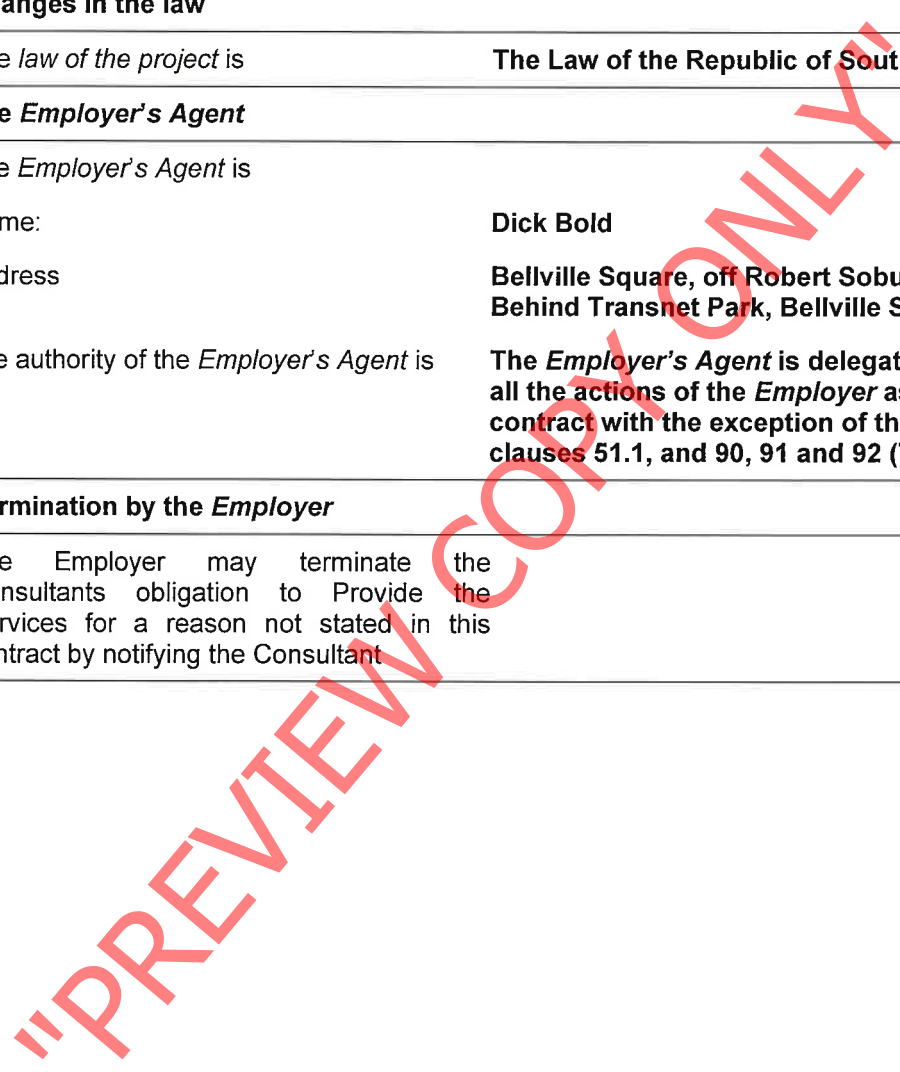 anges in the law
e law of the project is The Law of the Republic of Sout
e Employer's Agent
e Employer's Agent is
me: Dick Bold
dress Bellville Square, off Robert Sobu
Behind Transnet Park, Bellville S
e authority of the Employer's Agent is The Employer's Agent is delegat
all the actions of the Employer as
contract with the exception of th
clauses 51.1, and 90, 91 and 92 (
rmination by the Employer
e Employer may terminate the
nsultants obligation to Provide the
rvices for a reason not stated in this
ntract by notifying the Consultant
"PREVIEW COPY ONLY"